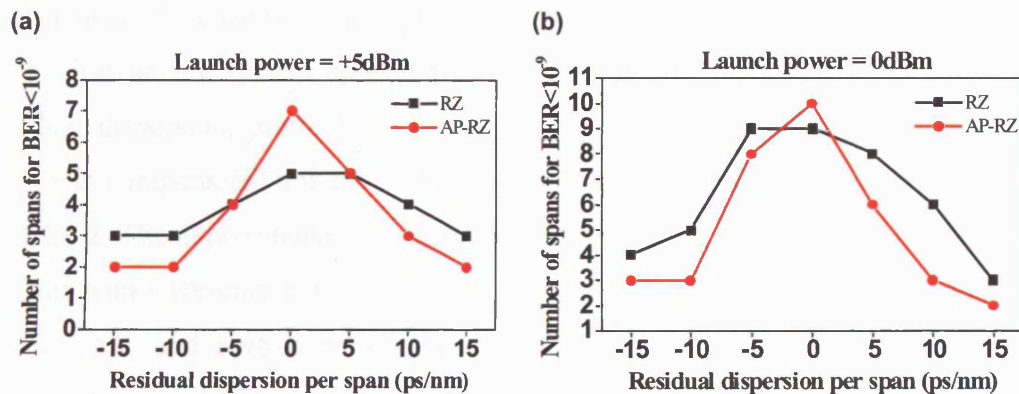 (a)
Launch power = +5dBm
Number of spans for BER<10⁻⁹
8
7
6
5
4
3
2
1
0
RZ
AP-RZ
-15 -10 -5 0 5 10 15
Residual dispersion per span (ps/nm)
(b)
Launch power = 0dBm
Number of spans for BER<10⁻⁹
11
10
9
8
7
6
5
4
3
2
1
RZ
AP-RZ
-15 -10 -5 0 5 10 15
Residual dispersion per span (ps/nm)